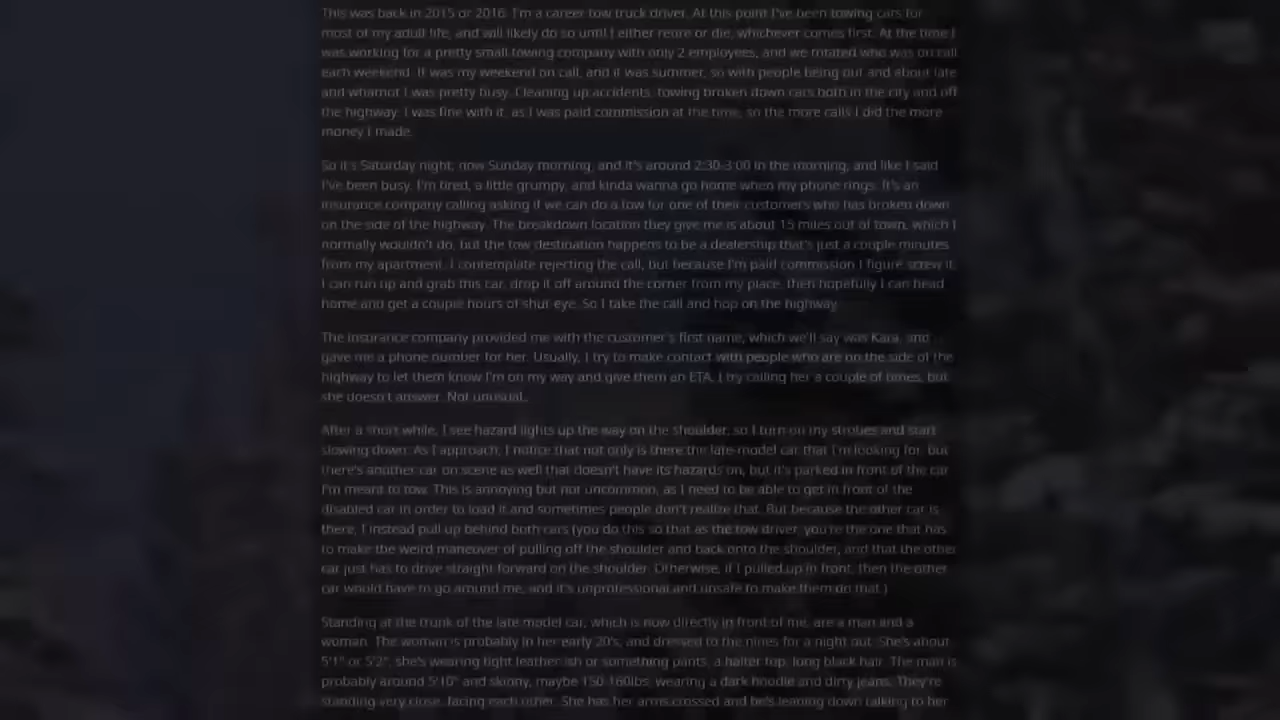 This was back in 2015 or 2016. I'm a career tow truck driver. At this point I've been towing cars for
most of my adult life, and will likely do so until I either retire or die, whichever comes first. At the time I
was working for a pretty small towing company with only 2 employees, and we rotated who was on call
each weekend. It was my weekend on call, and it was summer, so with people being out and about late
and whatnot I was pretty busy. Cleaning up accidents, towing broken down cars both in the city and off
the highway. I was fine with it, as I was paid commission at the time, so the more calls I did the more
money I made.
So it's Saturday night, now Sunday morning, and it's around 2:30-3:00 in the morning, and like I said
I've been busy. I'm tired, a little grumpy, and kinda wanna go home when my phone rings. It's an
insurance company calling asking if we can do a tow for one of their customers who has broken down
on the side of the highway. The breakdown location they give me is about 15 miles out of town, which I
normally wouldn't do, but the tow destination happens to be a dealership that's just a couple minutes
from my apartment. I contemplate rejecting the call, but because I'm paid commission I figure screw it,
I can run up and grab this car, drop it off around the corner from my place, then hopefully I can head
home and get a couple hours of shut eye. So I take the call and hop on the highway.
The insurance company provided me with the customer's first name, which we'll say was Kara, and
gave me a phone number for her. Usually, I try to make contact with people who are on the side of the
highway to let them know I'm on my way and give them an ETA. I try calling her a couple of times, but
she doesn't answer. Not unusual.
After a short while, I see hazard lights up the way on the shoulder, so I turn on my strobes and start
slowing down. As I approach, I notice that not only is there the late-model car that I'm looking for, but
there's another car on scene as well that doesn't have its hazards on, but it's parked in front of the car
I'm meant to tow. This is annoying but not uncommon, as I need to be able to get in front of the
disabled car in order to load it and sometimes people don't realize that. But because the other car is
there, I instead pull up behind both cars (you do this so that as the tow driver, you're the one that has
to make the weird maneuver of pulling off the shoulder and back onto the shoulder, and that the other
car just has to drive straight forward on the shoulder. Otherwise, if I pulled up in front, then the other
car would have to go around me, and it's unprofessional and unsafe to make them do that.)
Standing at the trunk of the late model car, which is now directly in front of me, are a man and a
woman. The woman is probably in her early 20's, and dressed to the nines for a night out. She's about
5'1" or 5'2", she's wearing tight leather-ish or something pants, a halter top, long black hair. The man is
probably around 5'10" and skinny, maybe 150-160lbs, wearing a dark hoodie and dirty jeans. They're
standing very close, facing each other. She has her arms crossed and he's leaning down talking to her